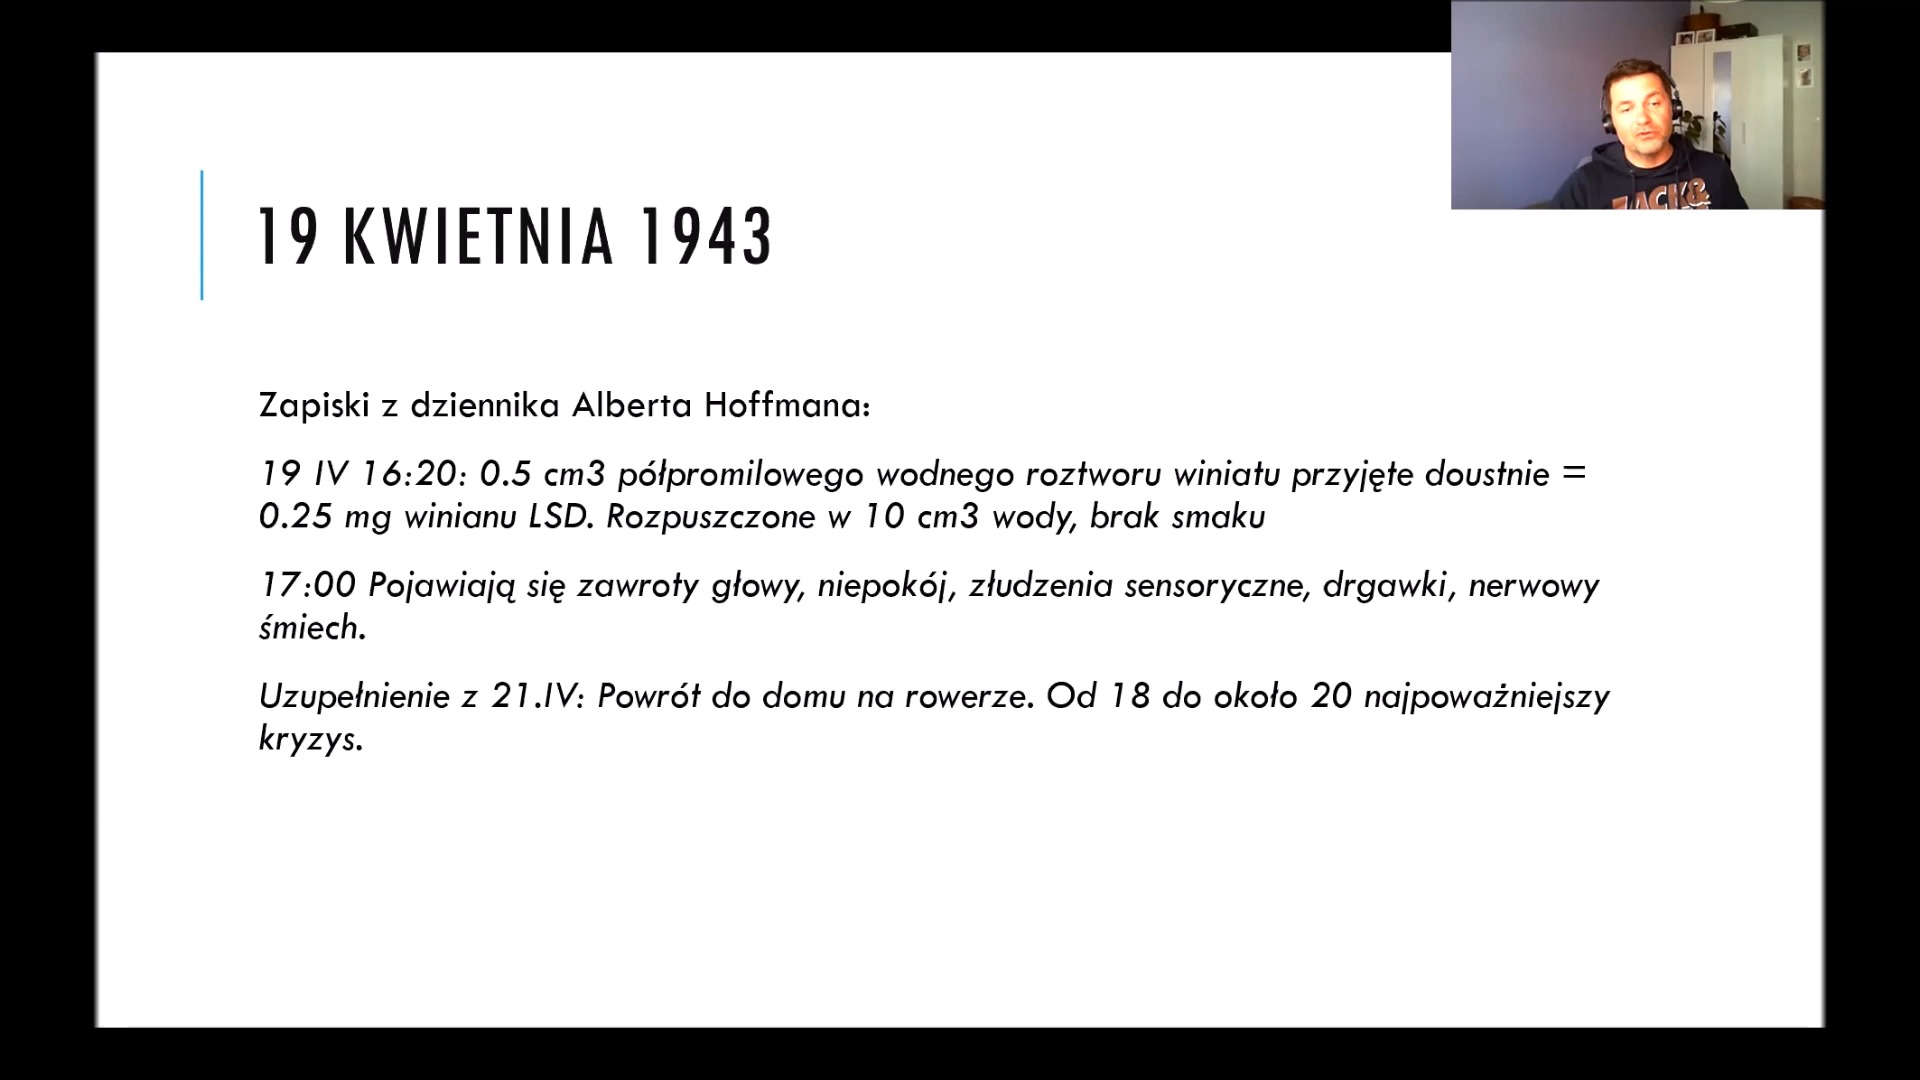 19 KWIETNIA 1943
Zapiski z dziennika Alberta Hoffmana:
19 IV 16:20: 0.5 cm3 półpromilowego wodnego roztworu winiatu przyjęte doustnie =
0.25 mg winianu LSD. Rozpuszczone w 10 cm3 wody, brak smaku
17:00 Pojawiają się zawroty głowy, niepokój, złudzenia sensoryczne, drgawki, nerwowy
śmiech.
Uzupełnienie z 21.IV: Powrót do domu na rowerze. Od 18 do około 20 najpoważniejszy
kryzys.